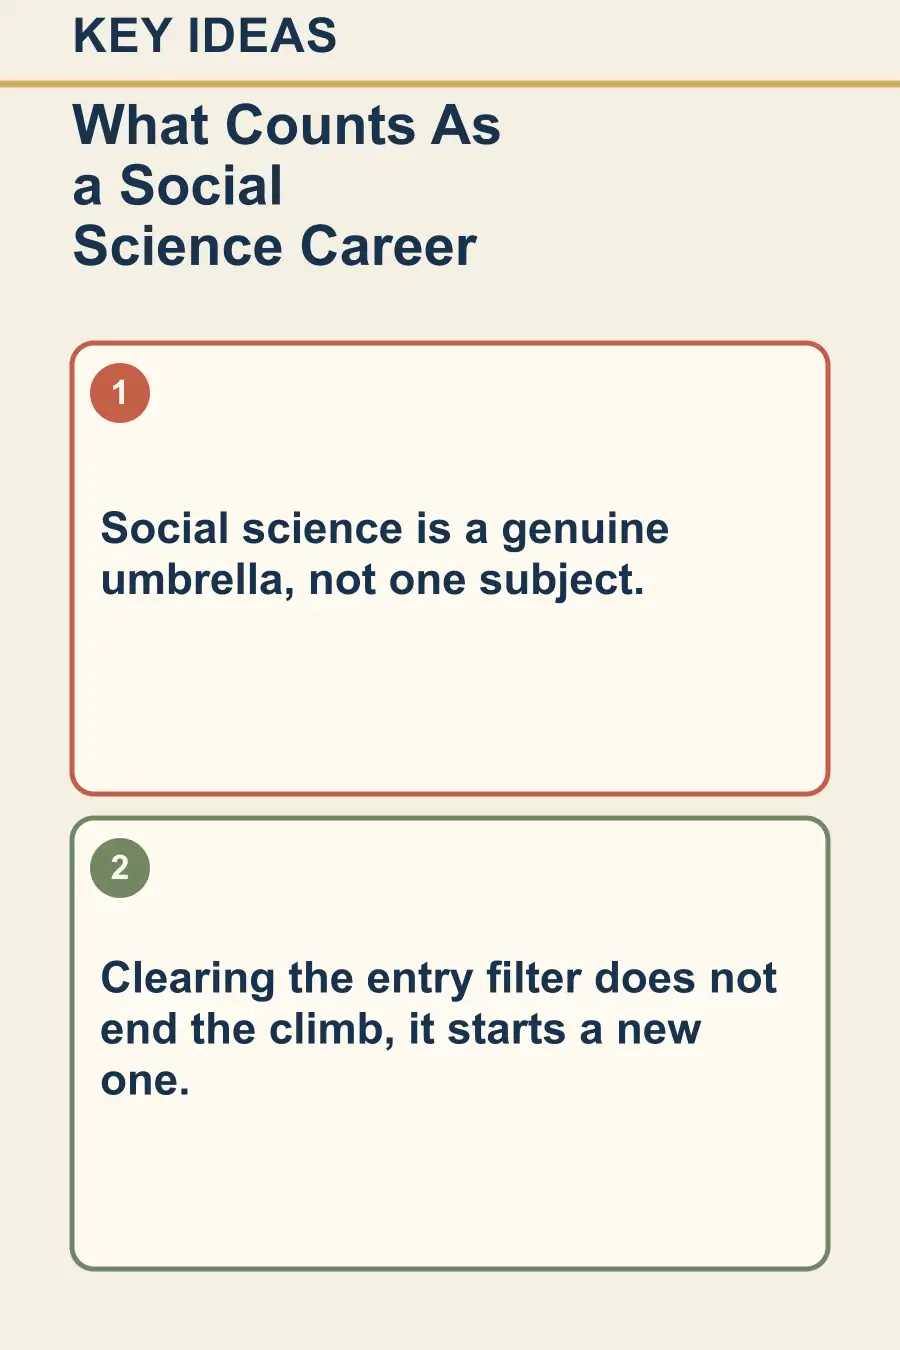 KEY IDEAS
What Counts As
a Social
Science Career
1
Social science is a genuine
umbrella, not one subject.
2
Clearing the entry filter does not
end the climb, it starts a new
one.